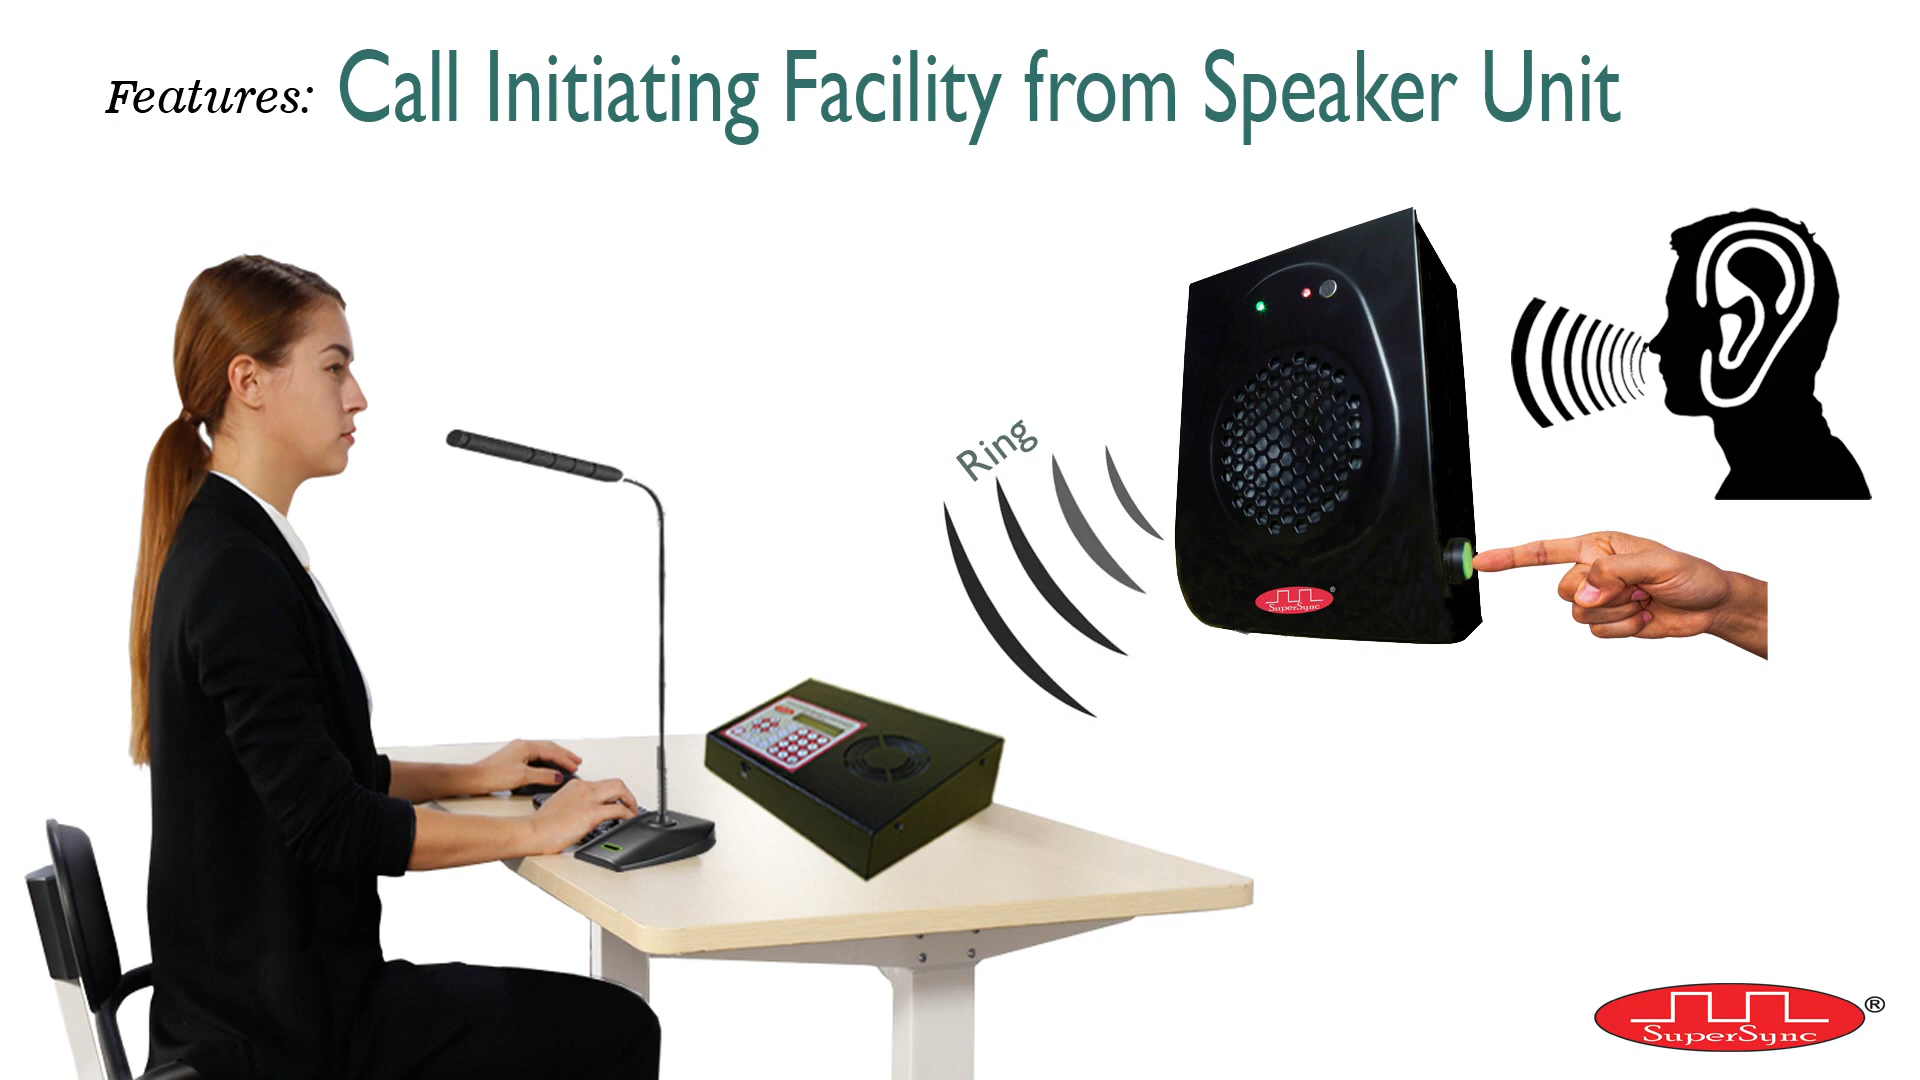 Features: Call Initiating Facility from Speaker Unit
Ring
SuperSync ®
SuperSync ®